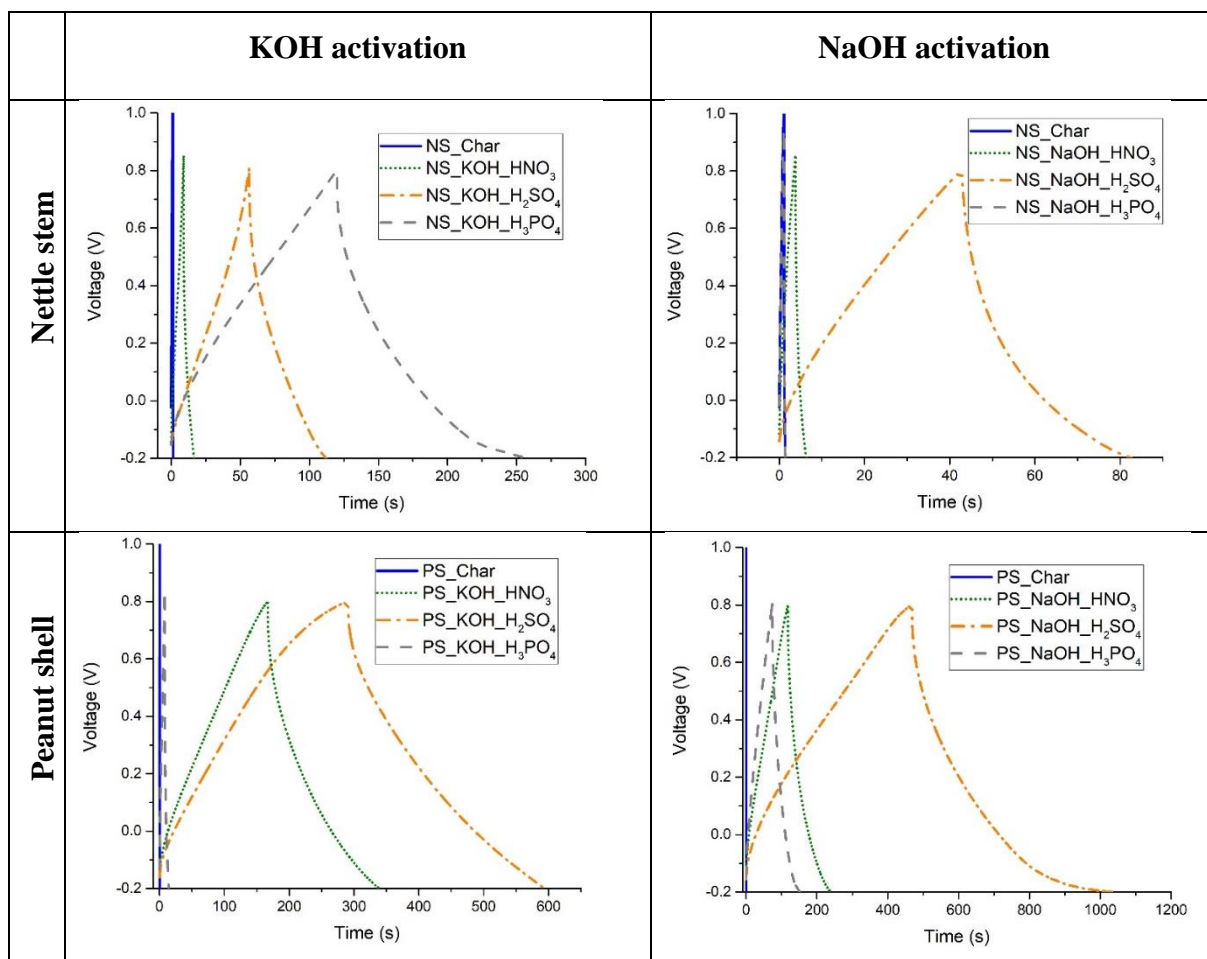 KOH activation
NaOH activation
Nettle stem
1.0
0.8
0.6
0.4
0.2
0.0
-0.2
Voltage (V)
NS_Char
NS_KOH_HNO₃
NS_KOH_H₂SO₄
NS_KOH_H₃PO₄
0
50
100
150
200
250
300
Time (s)
1.0
0.8
0.6
0.4
0.2
0.0
-0.2
Voltage (V)
NS_Char
NS_NaOH_HNO₃
NS_NaOH_H₂SO₄
NS_NaOH_H₃PO₄
0
20
40
60
80
Time (s)
Peanut shell
1.0
0.8
0.6
0.4
0.2
0.0
-0.2
Voltage (V)
PS_Char
PS_KOH_HNO₃
PS_KOH_H₂SO₄
PS_KOH_H₃PO₄
0
100
200
300
400
500
600
Time (s)
1.0
0.8
0.6
0.4
0.2
0.0
-0.2
Voltage (V)
PS_Char
PS_NaOH_HNO₃
PS_NaOH_H₂SO₄
PS_NaOH_H₃PO₄
0
200
400
600
800
1000
1200
Time (s)